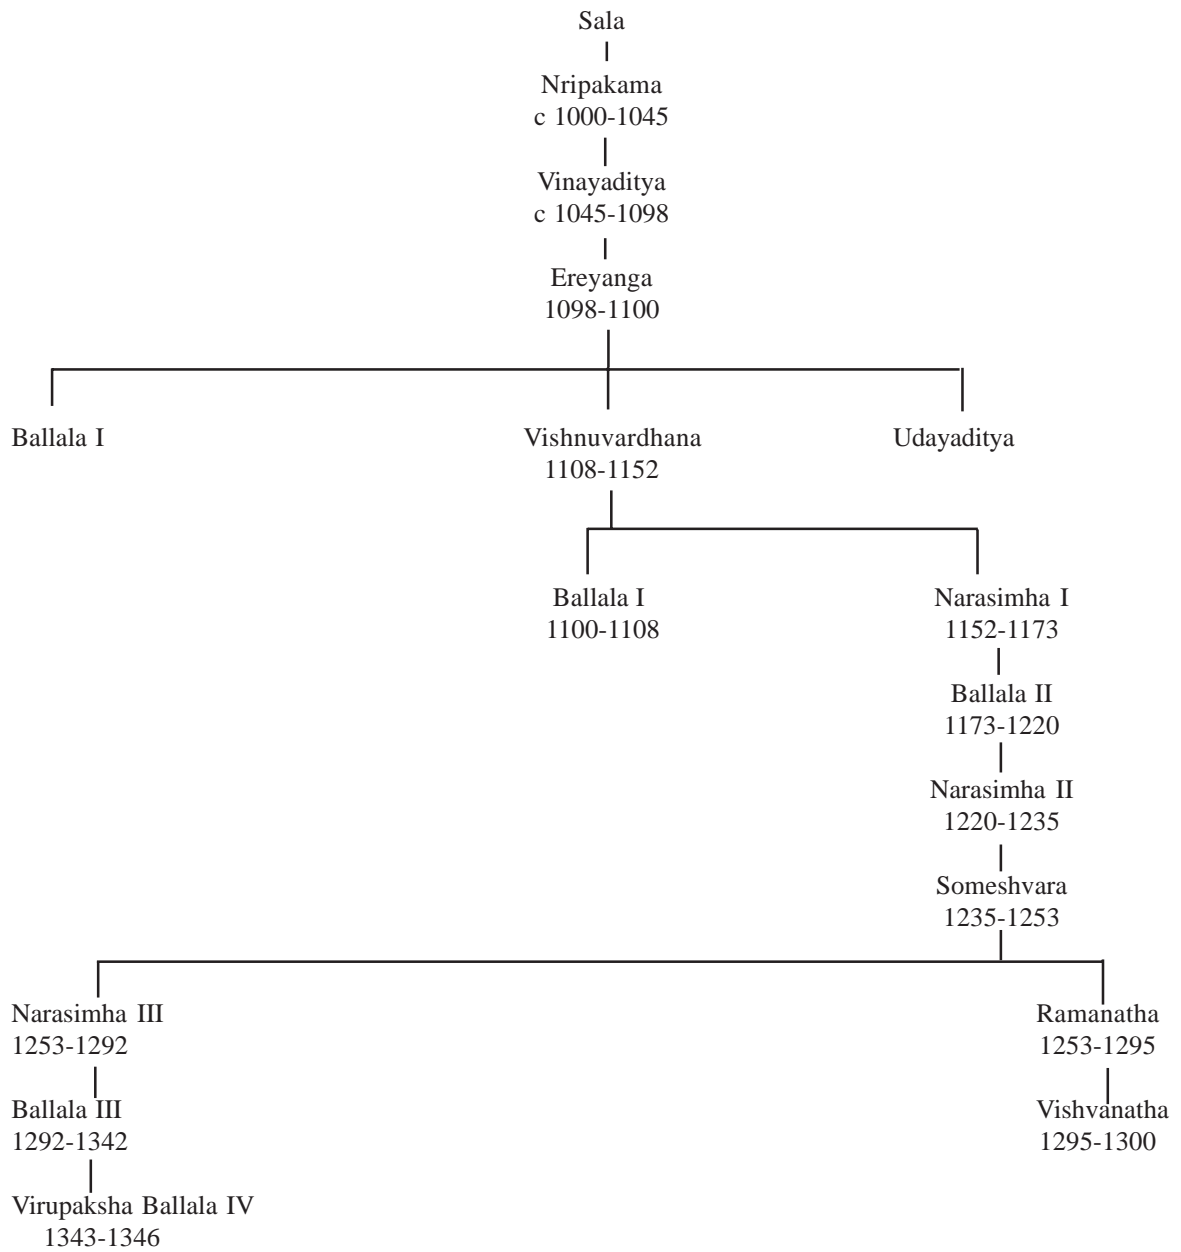 Sala
Nripakama
c 1000-1045
Vinayaditya
c 1045-1098
Ereyanga
1098-1100
Ballala I
Vishnuvardhana
1108-1152
Udayaditya
Ballala I
1100-1108
Narasimha I
1152-1173
Ballala II
1173-1220
Narasimha II
1220-1235
Someshvara
1235-1253
Narasimha III
1253-1292
Ramanatha
1253-1295
Ballala III
1292-1342
Vishvanatha
1295-1300
Virupaksha Ballala IV
1343-1346